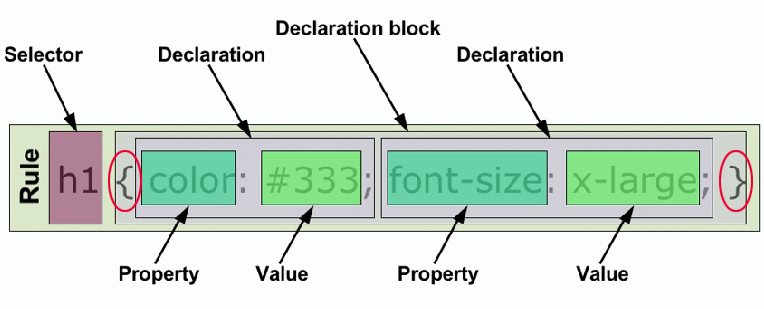 Declaration block
Selector
Declaration
Declaration
Rule
h1 { color: #333; font-size: x-large; }
Property
Value
Property
Value